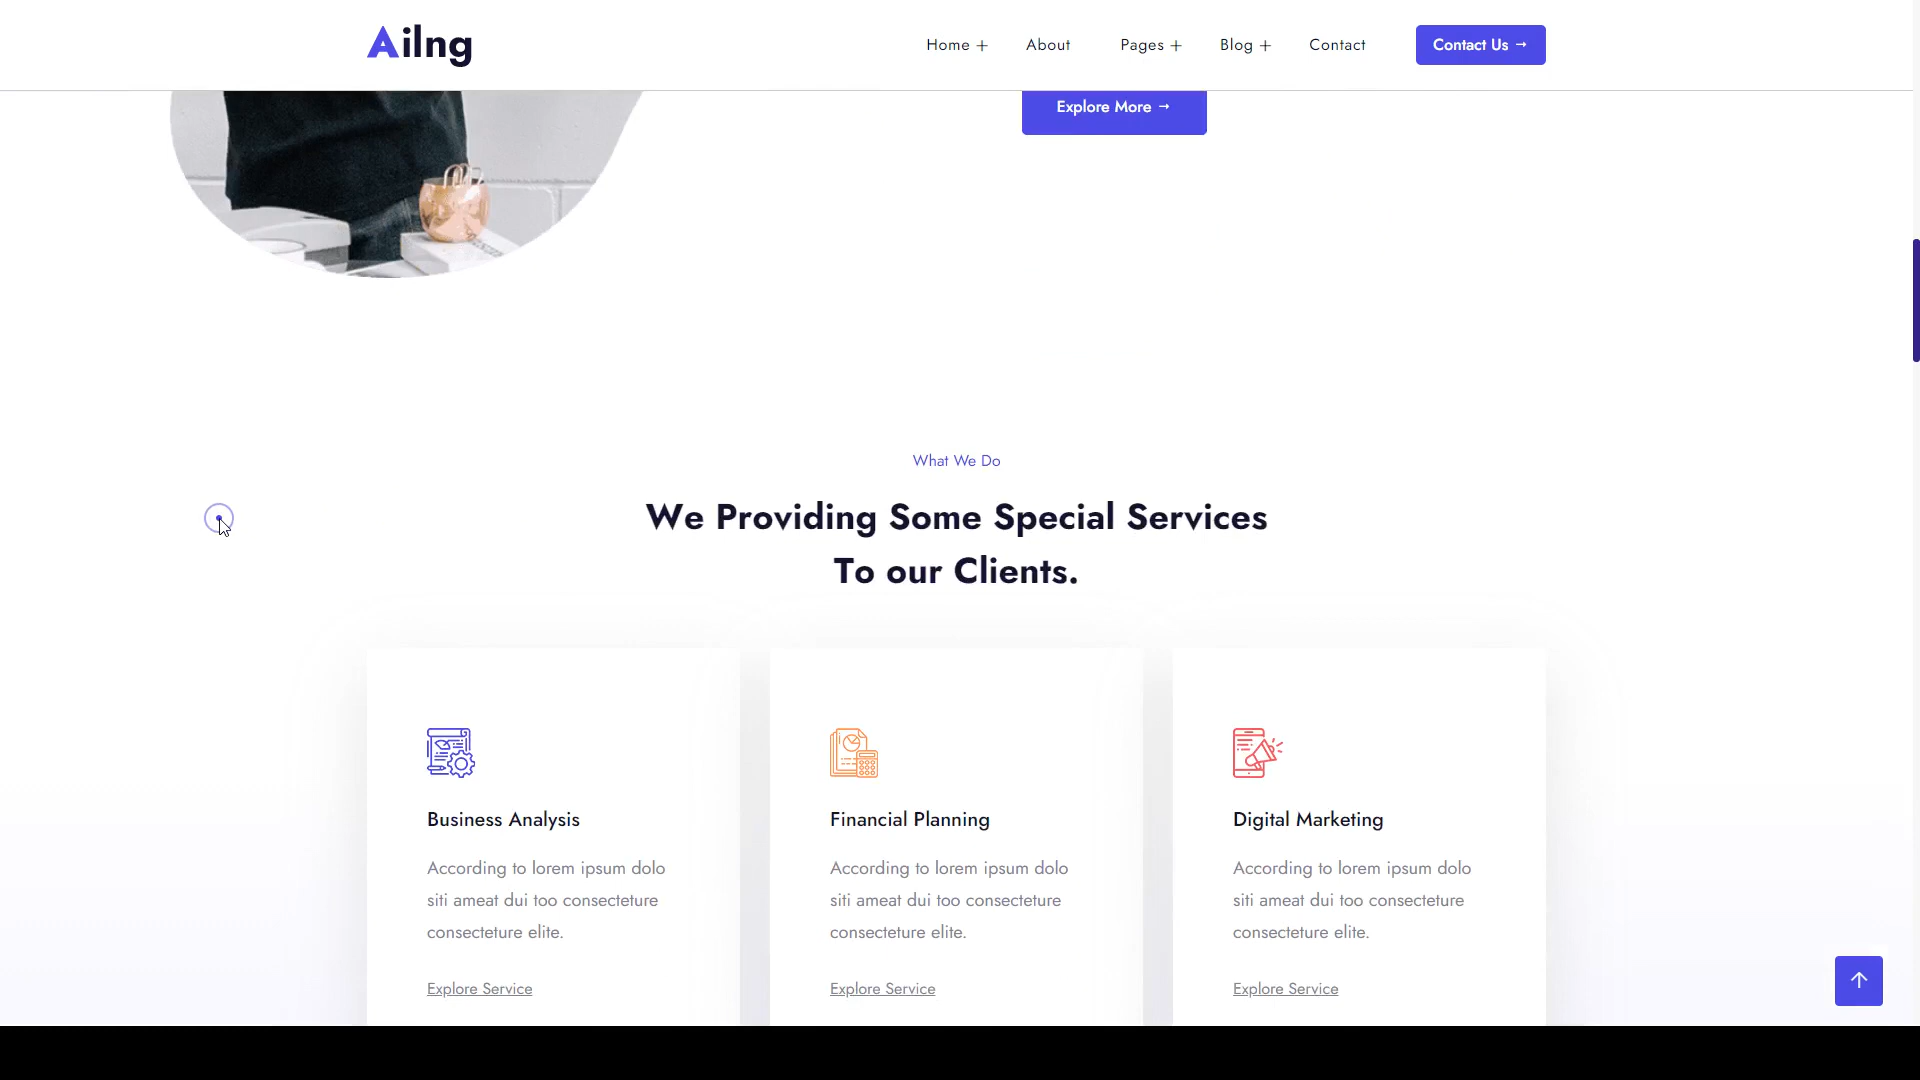 Ailng
Home +
About
Pages +
Blog +
Contact
Contact Us →
Explore More →
What We Do
We Providing Some Special Services
To our Clients.
Business Analysis
According to lorem ipsum dolo
siti ameat dui too consecteture
consecteture elite.
Explore Service
Financial Planning
According to lorem ipsum dolo
siti ameat dui too consecteture
consecteture elite.
Explore Service
Digital Marketing
According to lorem ipsum dolo
siti ameat dui too consecteture
consecteture elite.
Explore Service